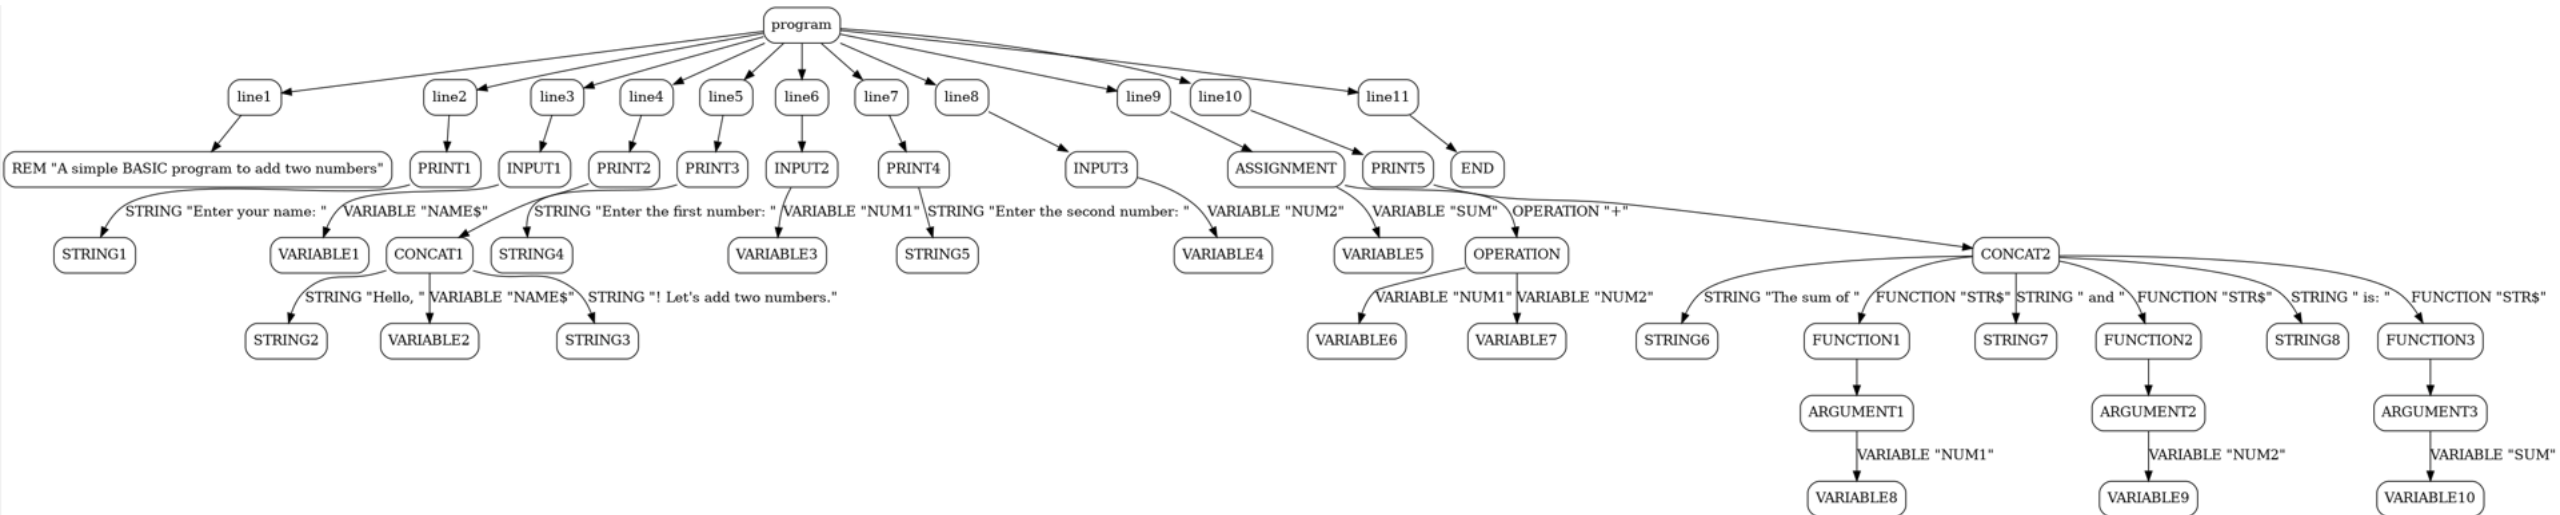 program
line1
line2
line3
line4
line5
line6
line7
line8
line9
line10
line11
REM "A simple BASIC program to add two numbers"
PRINT1
INPUT1
PRINT2
PRINT3
INPUT2
PRINT4
INPUT3
ASSIGNMENT
PRINT5
END
STRING "Enter your name: "
VARIABLE "NAME$"
STRING "Enter the first number: "
VARIABLE "NUM1"
STRING "Enter the second number: "
VARIABLE "NUM2"
VARIABLE "SUM"
OPERATION "+"
STRING1
VARIABLE1
CONCAT1
STRING4
VARIABLE3
STRING5
VARIABLE4
VARIABLE5
OPERATION
CONCAT2
STRING "Hello, "
VARIABLE "NAME$"
STRING "! Let's add two numbers."
VARIABLE "NUM1"
VARIABLE "NUM2"
STRING "The sum of "
FUNCTION "STR$"
STRING " and "
FUNCTION "STR$"
STRING " is: "
FUNCTION "STR$"
STRING2
VARIABLE2
STRING3
VARIABLE6
VARIABLE7
STRING6
FUNCTION1
STRING7
FUNCTION2
STRING8
FUNCTION3
ARGUMENT1
ARGUMENT2
ARGUMENT3
VARIABLE "NUM1"
VARIABLE "NUM2"
VARIABLE "SUM"
VARIABLE8
VARIABLE9
VARIABLE10